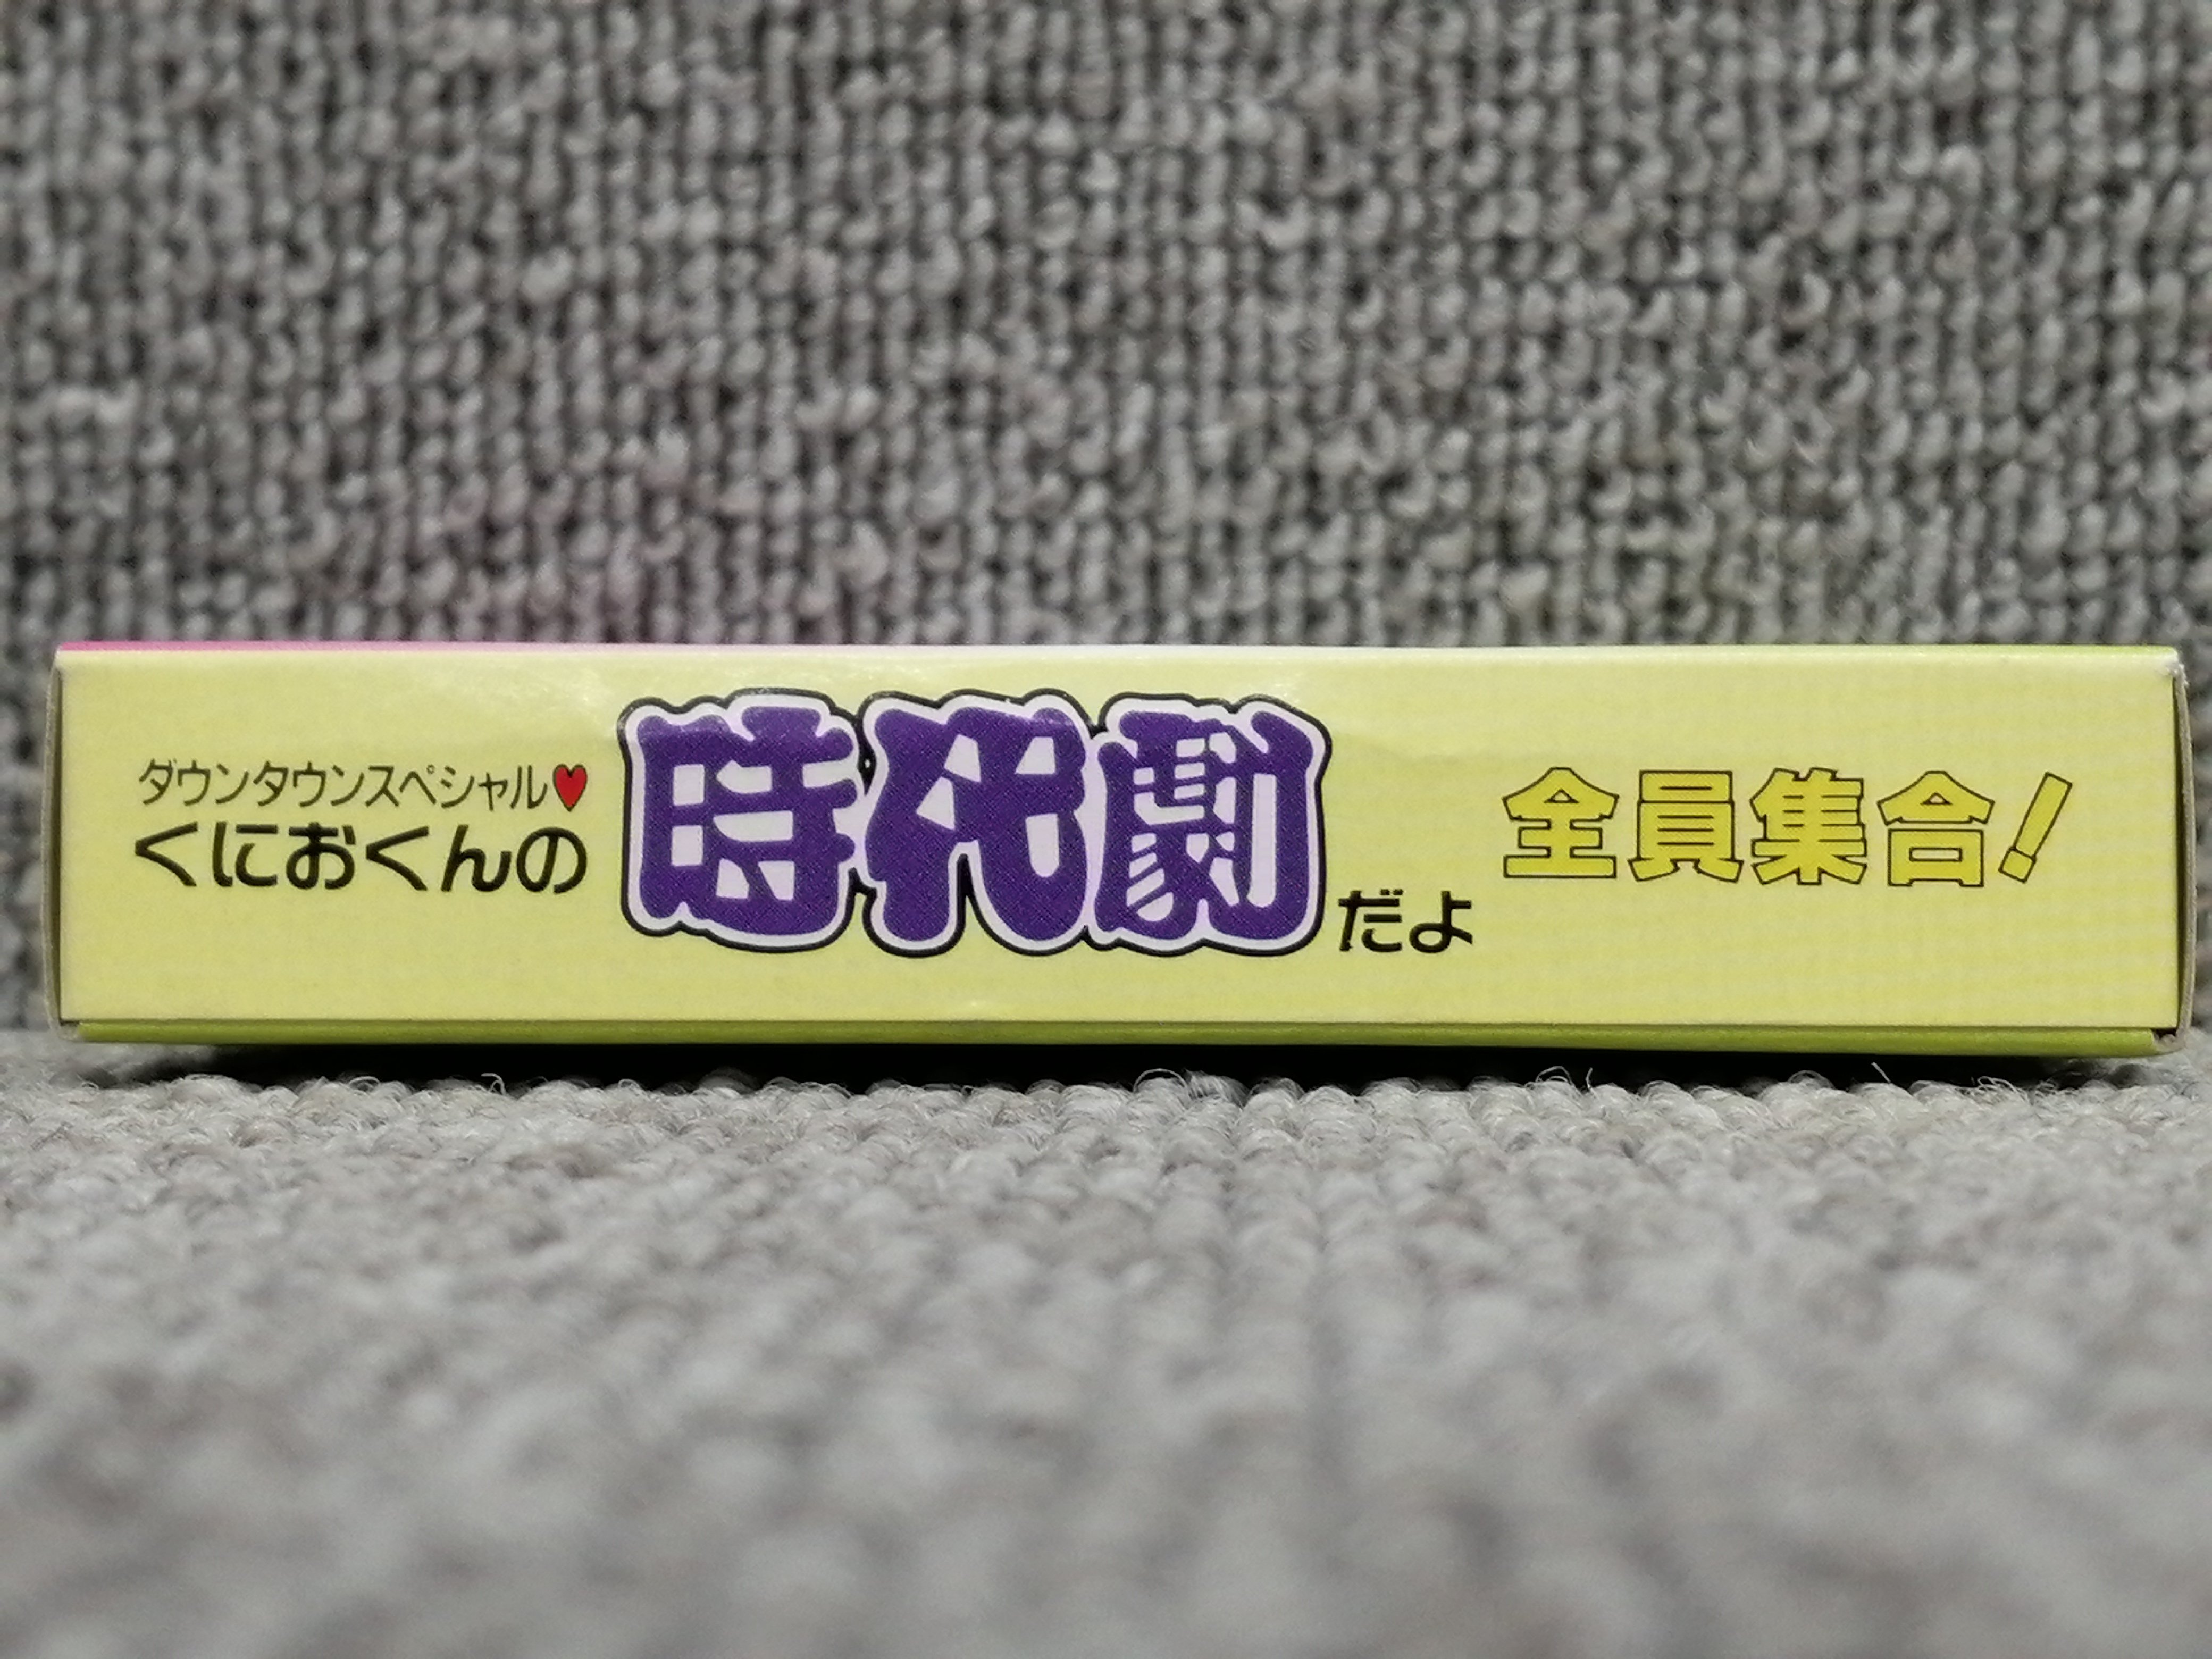 ダウンタウンスペシャル♥
くにおくんの
時代劇
だよ
全員集合!